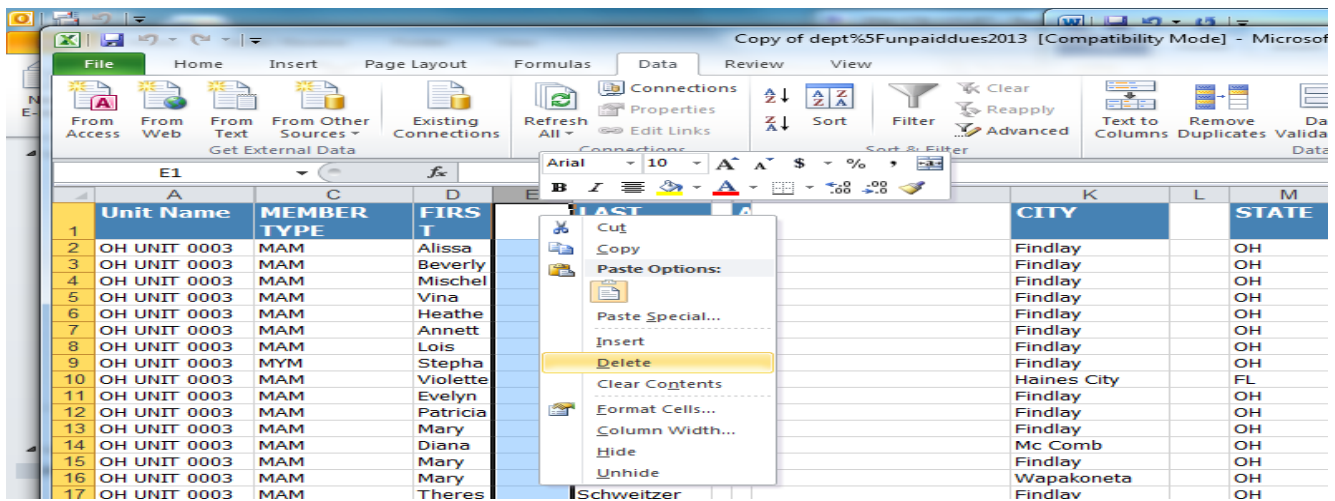 Copy of dept%5Funpaiddues2013 [Compatibility Mode] - Microsof
File Home Insert Page Layout Formulas Data Review View
From Access From Web From Text From Other Sources Existing Connections Refresh All Connections Properties Edit Links Sort Filter Clear Reapply Advanced Text to Columns Remove Duplicates Da Valida
Get External Data Connections Sort & Filter Data
Arial 10 A A $ % ,
B I A .00
E1 fx
A C D E K L M
1 Unit Name MEMBER TYPE FIRS T LAST A CITY STATE
2 OH UNIT 0003 MAM Alissa Findlay OH
3 OH UNIT 0003 MAM Beverly Findlay OH
4 OH UNIT 0003 MAM Mischel Findlay OH
5 OH UNIT 0003 MAM Vina Findlay OH
6 OH UNIT 0003 MAM Heathe Findlay OH
7 OH UNIT 0003 MAM Annett Findlay OH
8 OH UNIT 0003 MAM Lois Findlay OH
9 OH UNIT 0003 MYM Stepha Findlay OH
10 OH UNIT 0003 MAM Violette Haines City FL
11 OH UNIT 0003 MAM Evelyn Findlay OH
12 OH UNIT 0003 MAM Patricia Findlay OH
13 OH UNIT 0003 MAM Mary Findlay OH
14 OH UNIT 0003 MAM Diana Mc Comb OH
15 OH UNIT 0003 MAM Mary Findlay OH
16 OH UNIT 0003 MAM Wapakoneta OH
17 OH UNIT 0003 MAM Theres Schweitzer Findlay OH
Cut
Copy
Paste Options:
Paste Special...
Insert
Delete
Clear Contents
Format Cells...
Column Width...
Hide
Unhide